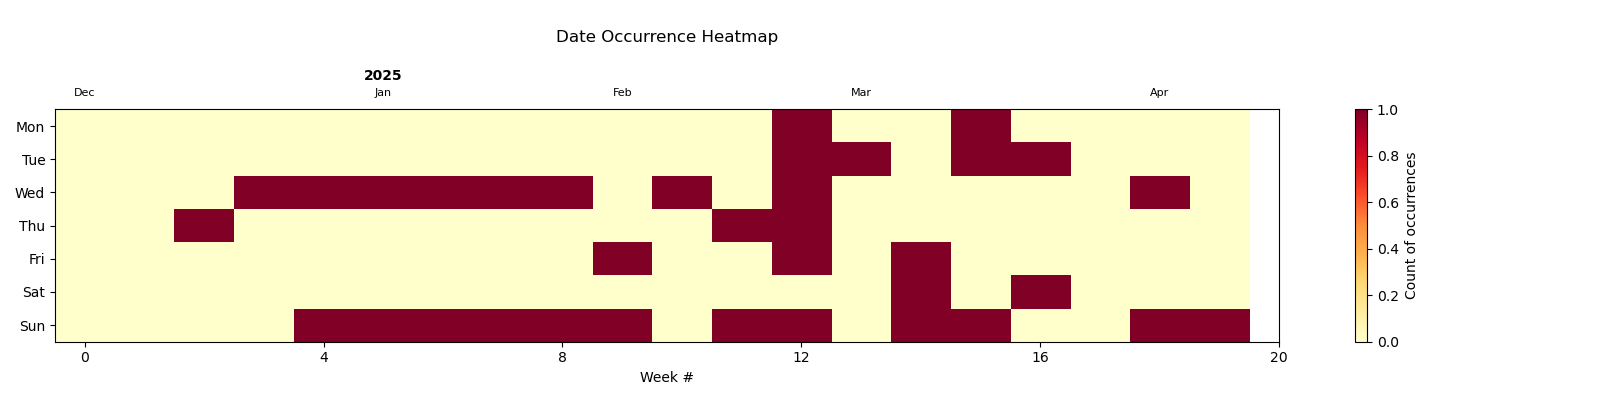 Date Occurrence Heatmap
2025
Dec Jan Feb Mar Apr
Mon
Tue
Wed
Thu
Fri
Sat
Sun
0 4 8 12 16 20
Week #
1.0
0.8
0.6
0.4
0.2
0.0
Count of occurrences